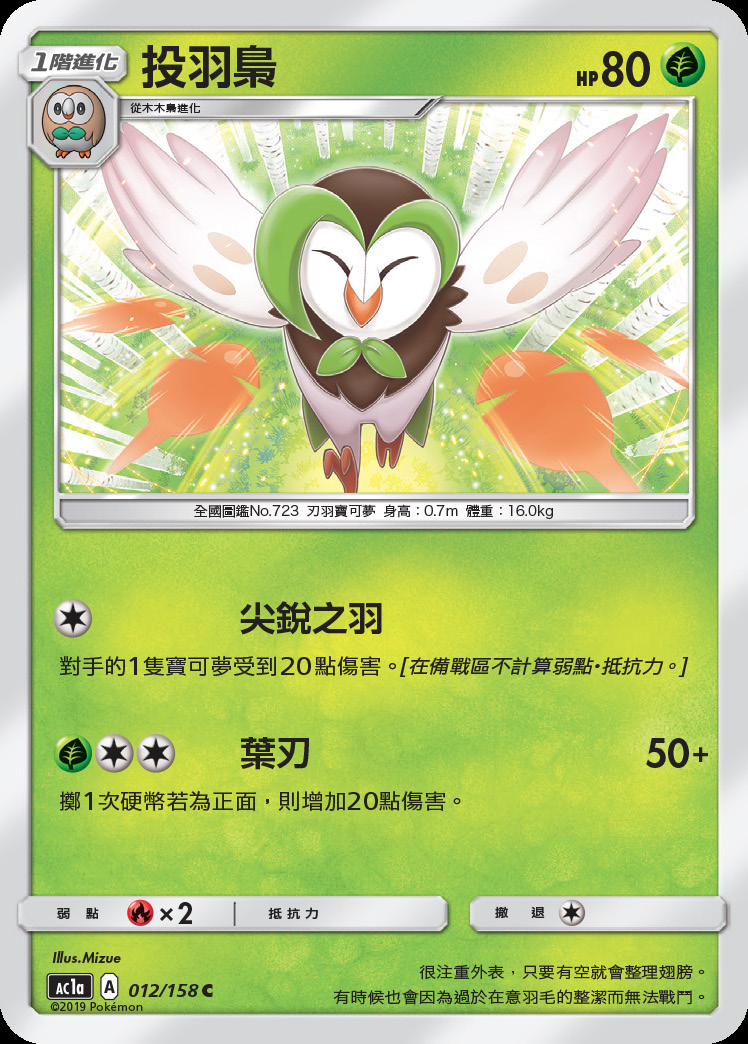 1階進化 投羽梟 HP80
從木木梟進化
全國圖鑑No.723 刃羽寶可夢 身高：0.7m 體重：16.0kg
尖銳之羽
對手的1隻寶可夢受到20點傷害。[在備戰區不計算弱點・抵抗力。]
葉刃 50+
擲1次硬幣若為正面，則增加20點傷害。
弱點 ×2 抵抗力 撤退
Illus.Mizue
AC1a A 012/158 C
©2019 Pokémon
很注重外表，只要有空就會整理翅膀。
有時候也會因為過於在意羽毛的整潔而無法戰鬥。